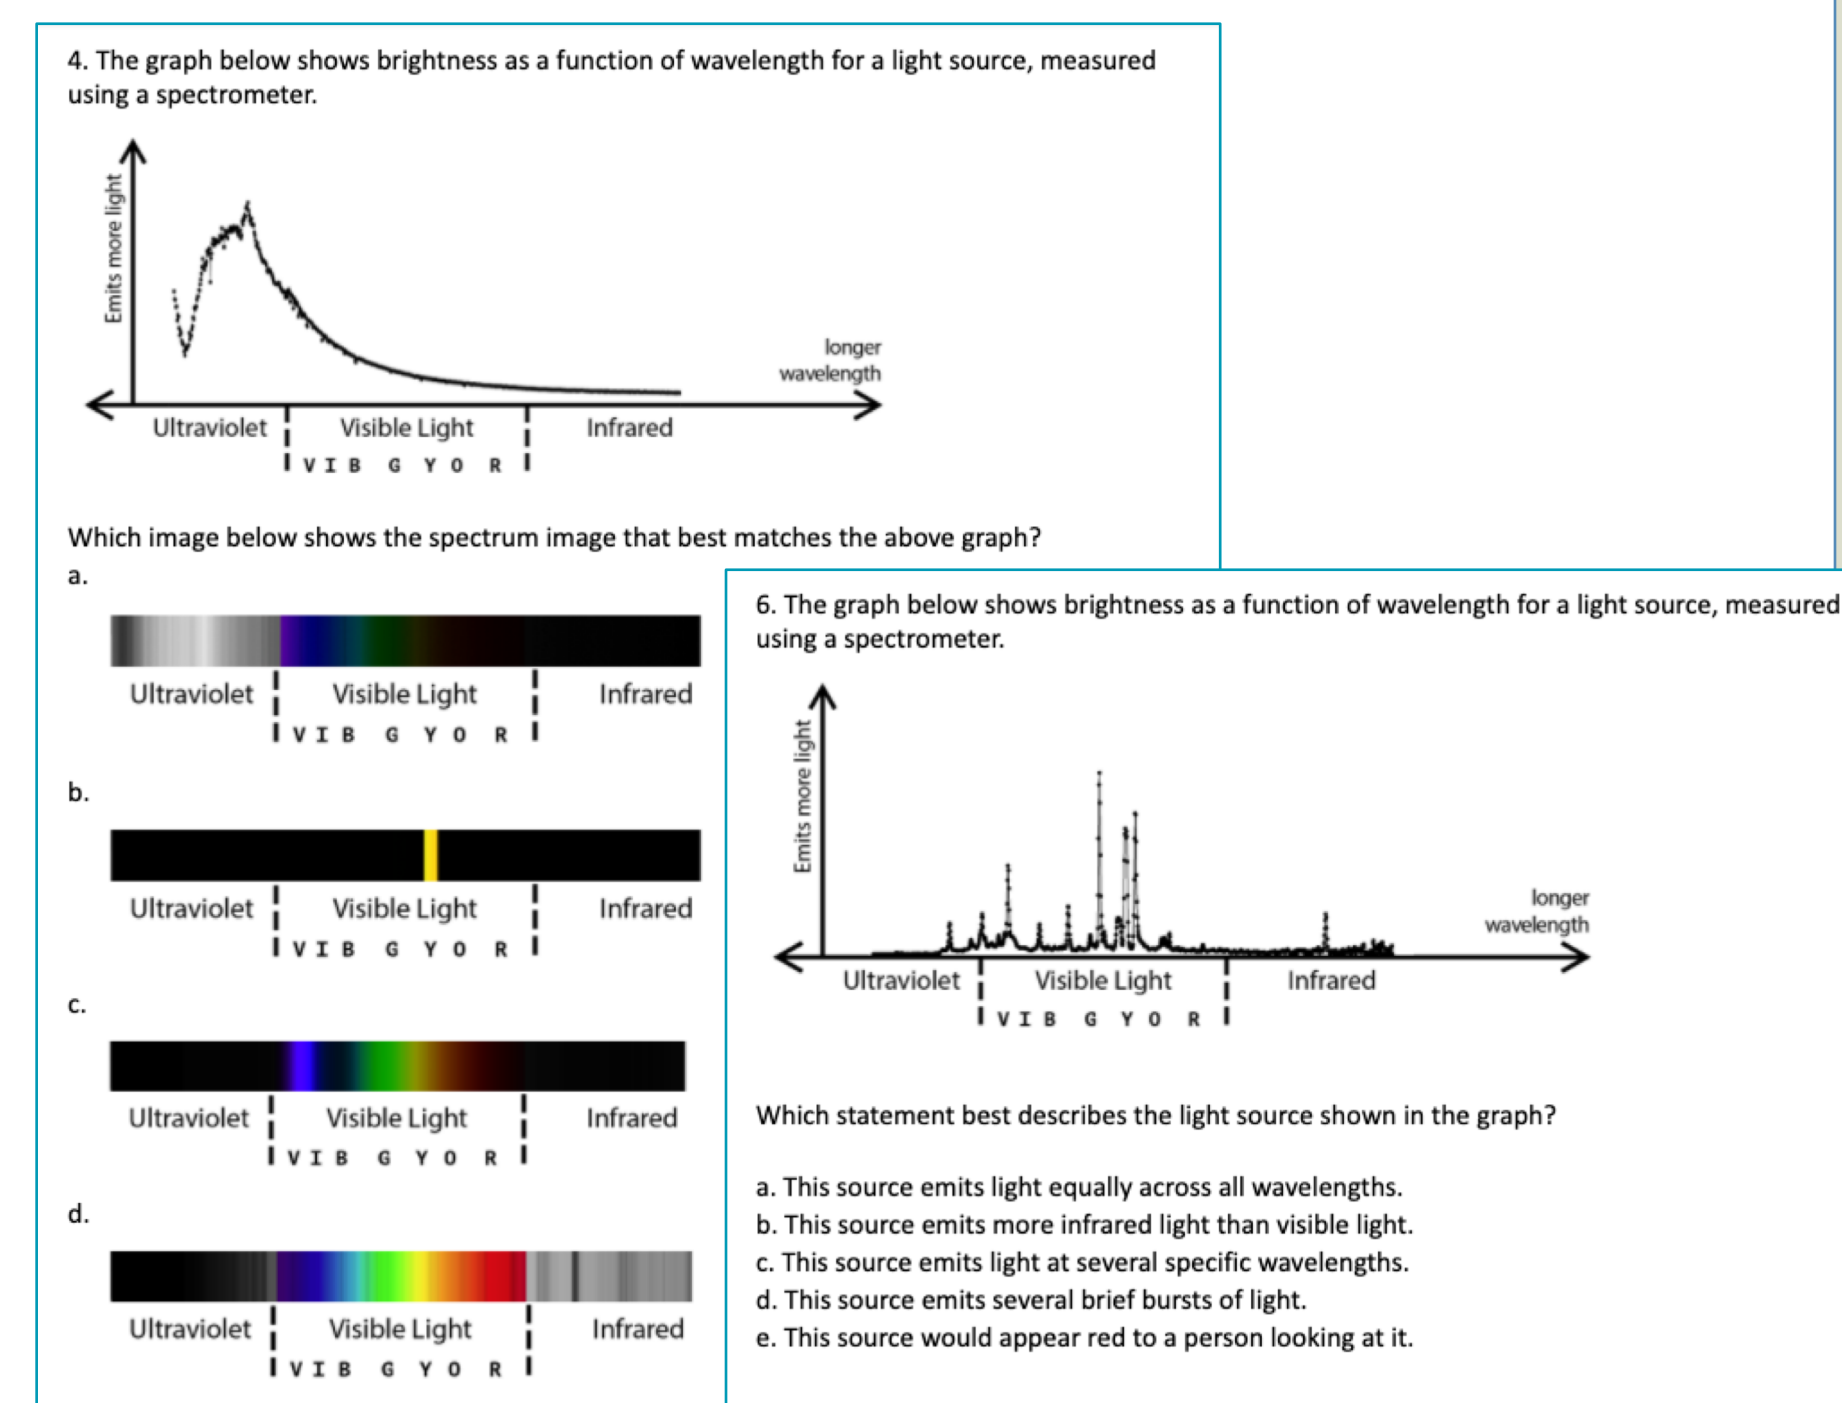 4. The graph below shows brightness as a function of wavelength for a light source, measured
using a spectrometer.
Emits more light
longer
wavelength
Ultraviolet Visible Light Infrared
V I B G Y O R
Which image below shows the spectrum image that best matches the above graph?
a.
Ultraviolet Visible Light Infrared
V I B G Y O R
b.
Ultraviolet Visible Light Infrared
V I B G Y O R
c.
Ultraviolet Visible Light Infrared
V I B G Y O R
d.
Ultraviolet Visible Light Infrared
V I B G Y O R
6. The graph below shows brightness as a function of wavelength for a light source, measured
using a spectrometer.
Emits more light
longer
wavelength
Ultraviolet Visible Light Infrared
V I B G Y O R
Which statement best describes the light source shown in the graph?
a. This source emits light equally across all wavelengths.
b. This source emits more infrared light than visible light.
c. This source emits light at several specific wavelengths.
d. This source emits several brief bursts of light.
e. This source would appear red to a person looking at it.